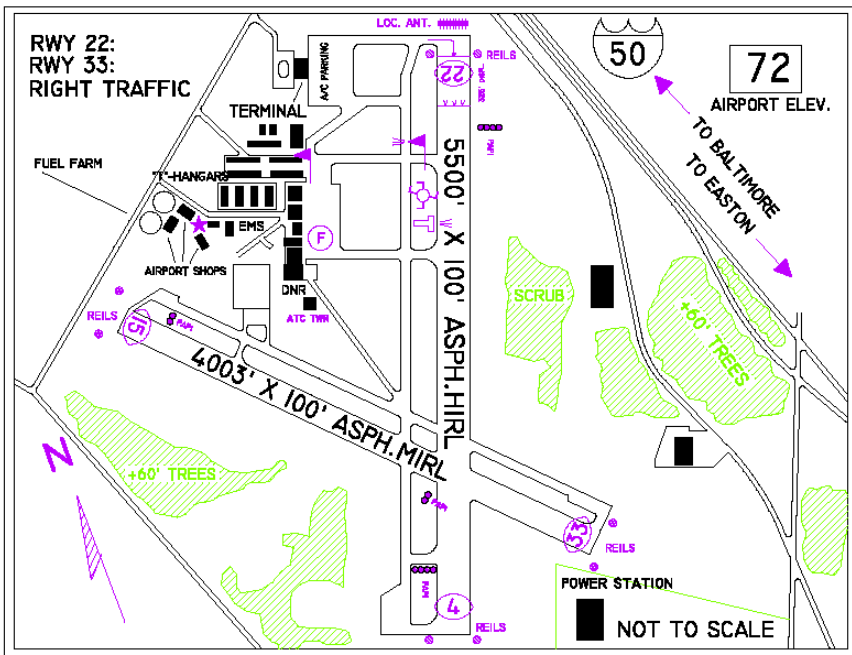 LOC. ANT.
RWY 22:
RWY 33:
RIGHT TRAFFIC
A/C PARKING
REILS
22
50
72
AIRPORT ELEV.
TERMINAL
PAPI
TO BALTIMORE
TO EASTON
FUEL FARM
"T"-HANGARS
5500' X 100' ASPH.HIRL
EMS
F
AIRPORT SHOPS
DNR
ATC TWR
SCRUB
+60' TREES
REILS
15
PAPI
4003' X 100' ASPH.MIRL
N
+60' TREES
PAPI
33
REILS
PAPI
4
POWER STATION
REILS
NOT TO SCALE